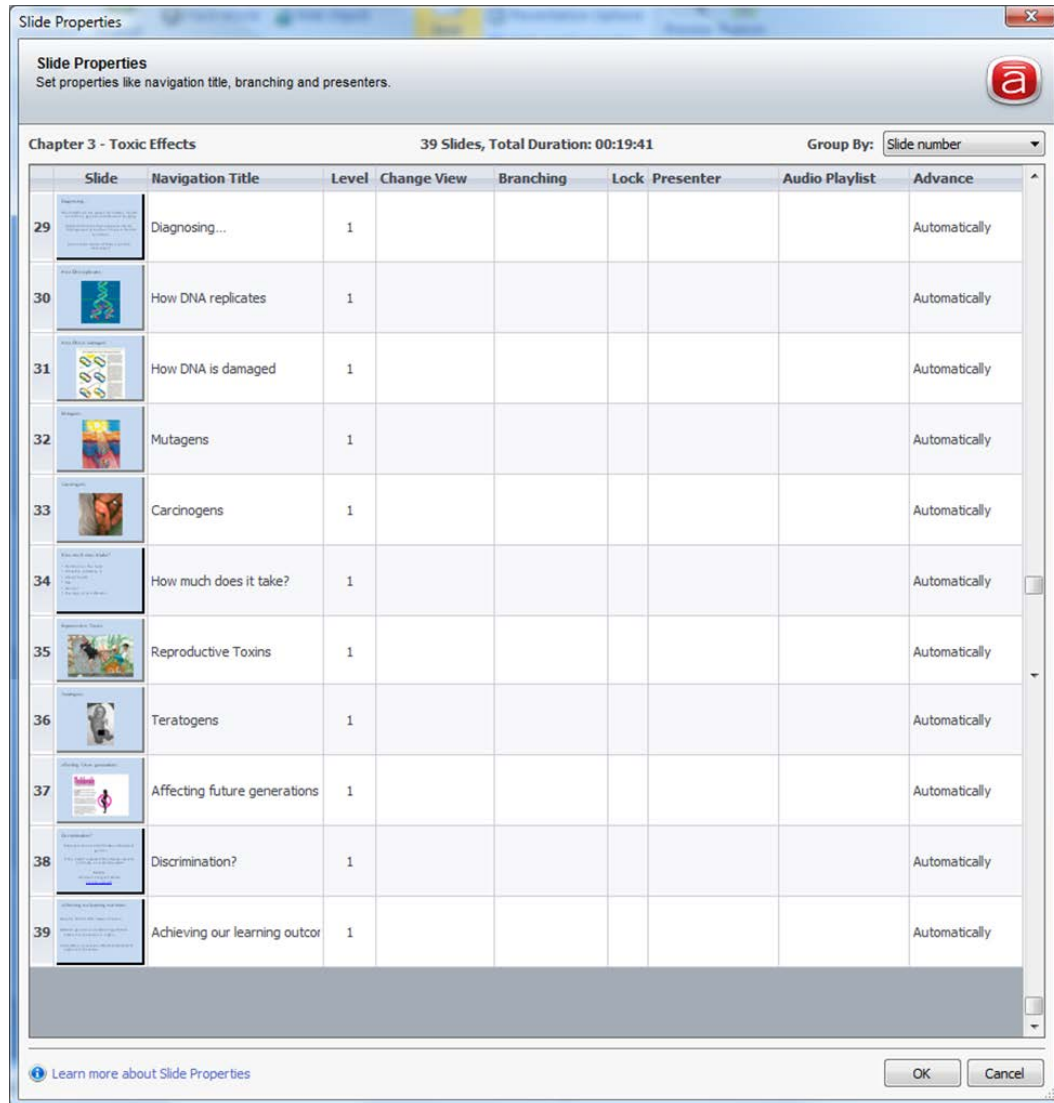 Slide Properties
Slide Properties
Set properties like navigation title, branching and presenters.
Chapter 3 - Toxic Effects 39 Slides, Total Duration: 00:19:41 Group By: Slide number
Slide Navigation Title Level Change View Branching Lock Presenter Audio Playlist Advance
29 Diagnosing... 1 Automatically
30 How DNA replicates 1 Automatically
31 How DNA is damaged 1 Automatically
32 Mutagens 1 Automatically
33 Carcinogens 1 Automatically
34 How much does it take? 1 Automatically
35 Reproductive Toxins 1 Automatically
36 Teratogens 1 Automatically
37 Affecting future generations 1 Automatically
38 Discrimination? 1 Automatically
39 Achieving our learning outcor 1 Automatically
Learn more about Slide Properties OK Cancel